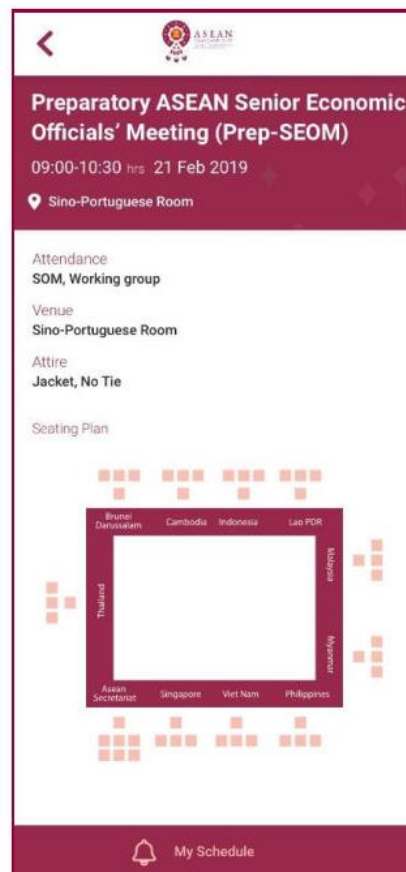 ASEAN
Preparatory ASEAN Senior Economic
Officials' Meeting (Prep-SEOM)
09:00-10:30 hrs 21 Feb 2019
Sino-Portuguese Room
Attendance
SOM, Working group
Venue
Sino-Portuguese Room
Attire
Jacket, No Tie
Seating Plan
Brunei
Darussalam
Cambodia
Indonesia
Lao PDR
Thailand
Malaysia
Myanmar
Asean
Secretariat
Singapore
Viet Nam
Philippines
My Schedule